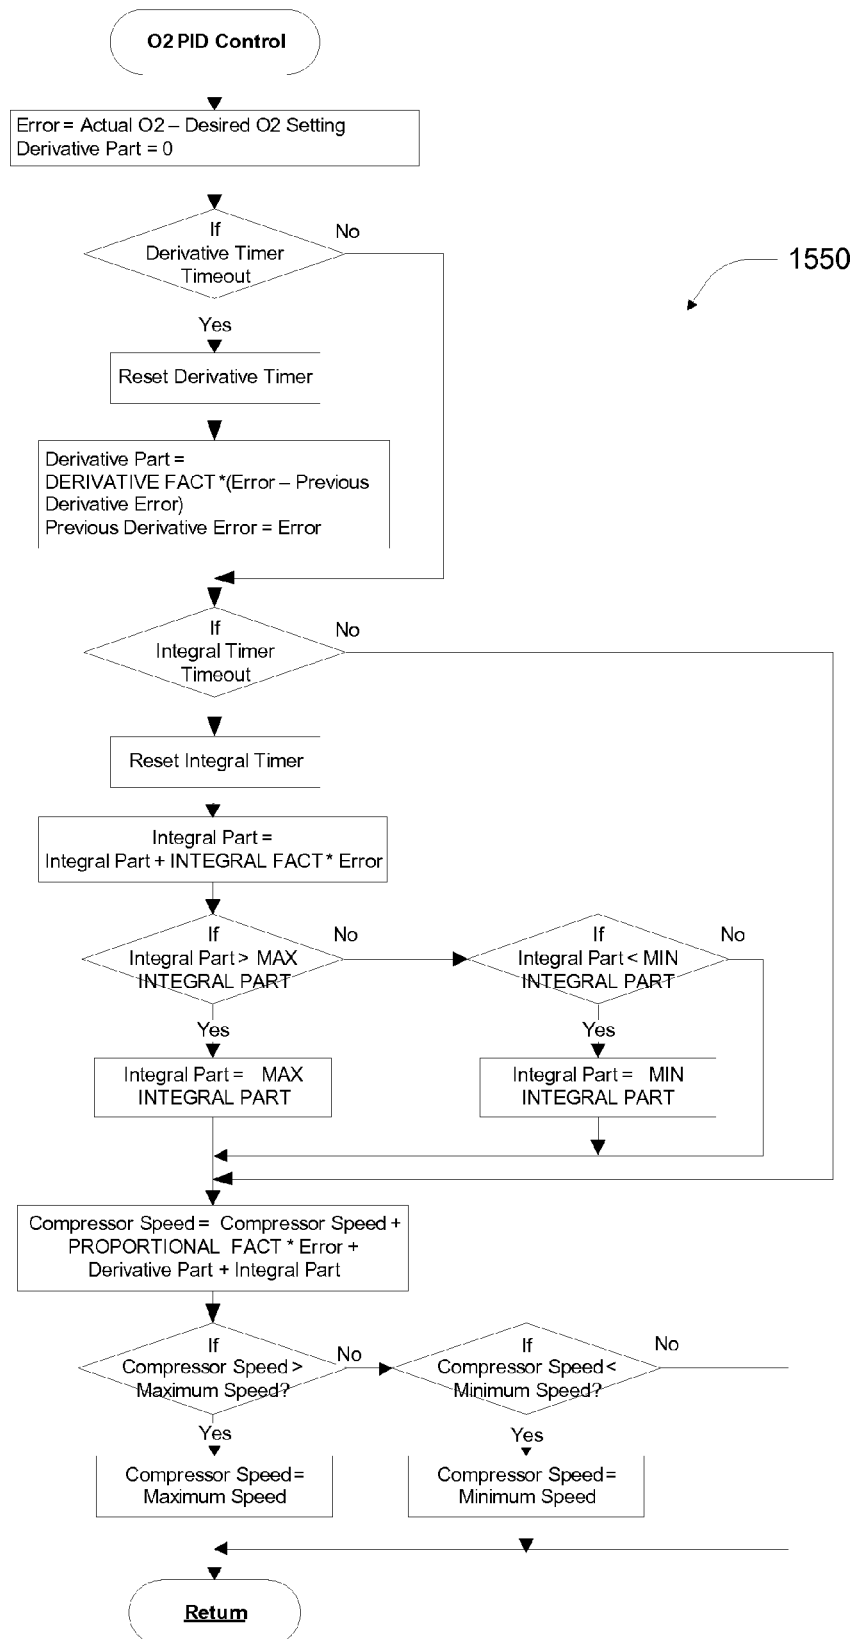 O2 PID Control
Error = Actual O2 – Desired O2 Setting
Derivative Part = 0
If
Derivative Timer
Timeout
No
1550
Yes
Reset Derivative Timer
Derivative Part =
DERIVATIVE FACT *(Error – Previous
Derivative Error)
Previous Derivative Error = Error
If
Integral Timer
Timeout
No
Reset Integral Timer
Integral Part =
Integral Part + INTEGRAL FACT * Error
If
Integral Part > MAX
INTEGRAL PART
No
If
Integral Part < MIN
INTEGRAL PART
No
Yes
Yes
Integral Part = MAX
INTEGRAL PART
Integral Part = MIN
INTEGRAL PART
Compressor Speed = Compressor Speed +
PROPORTIONAL FACT * Error +
Derivative Part + Integral Part
If
Compressor Speed >
Maximum Speed?
No
If
Compressor Speed <
Minimum Speed?
No
Yes
Yes
Compressor Speed =
Maximum Speed
Compressor Speed =
Minimum Speed
Return